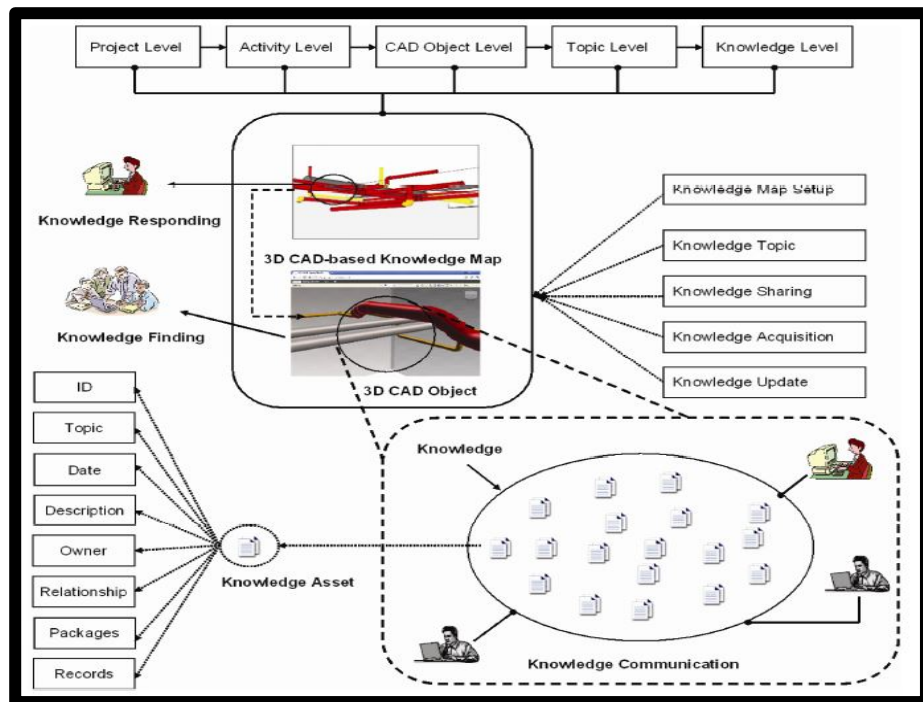 Project Level
Activity Level
CAD Object Level
Topic Level
Knowledge Level
Knowledge Responding
3D CAD-based Knowledge Map
Knowledge Finding
3D CAD Object
Knowledge Map Setup
Knowledge Topic
Knowledge Sharing
Knowledge Acquisition
Knowledge Update
ID
Topic
Date
Description
Owner
Relationship
Packages
Records
Knowledge Asset
Knowledge
Knowledge Communication